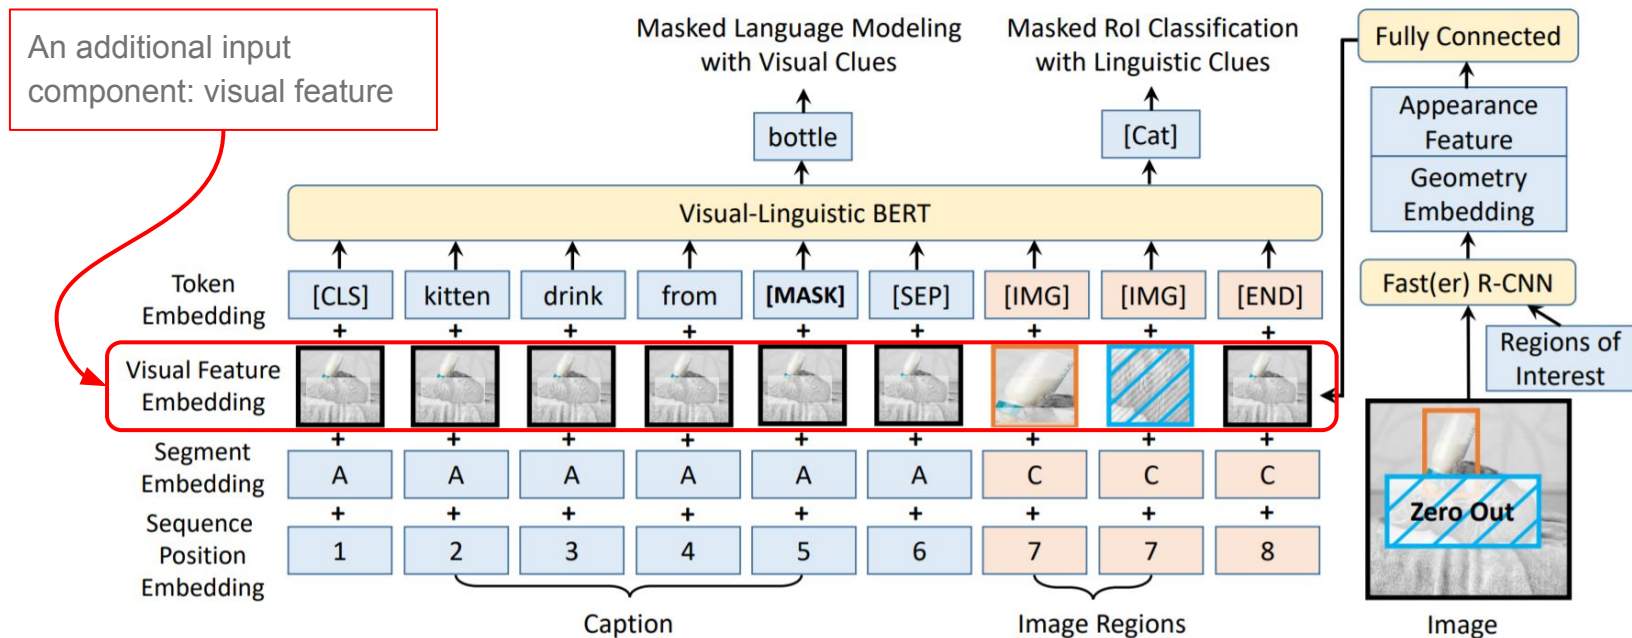 An additional input
component: visual feature
Masked Language Modeling
with Visual Clues
Masked RoI Classification
with Linguistic Clues
Fully Connected
Appearance
Feature
Geometry
Embedding
Fast(er) R-CNN
Regions of
Interest
bottle
[Cat]
Visual-Linguistic BERT
Token
Embedding
[CLS]
kitten
drink
from
[MASK]
[SEP]
[IMG]
[IMG]
[END]
+ + + + + + + + +
Visual Feature
Embedding
+ + + + + + + + +
Segment
Embedding
A A A A A A C C C
+ + + + + + + + +
Sequence
Position
Embedding
1 2 3 4 5 6 7 7 8
Caption
Image Regions
Zero Out
Image